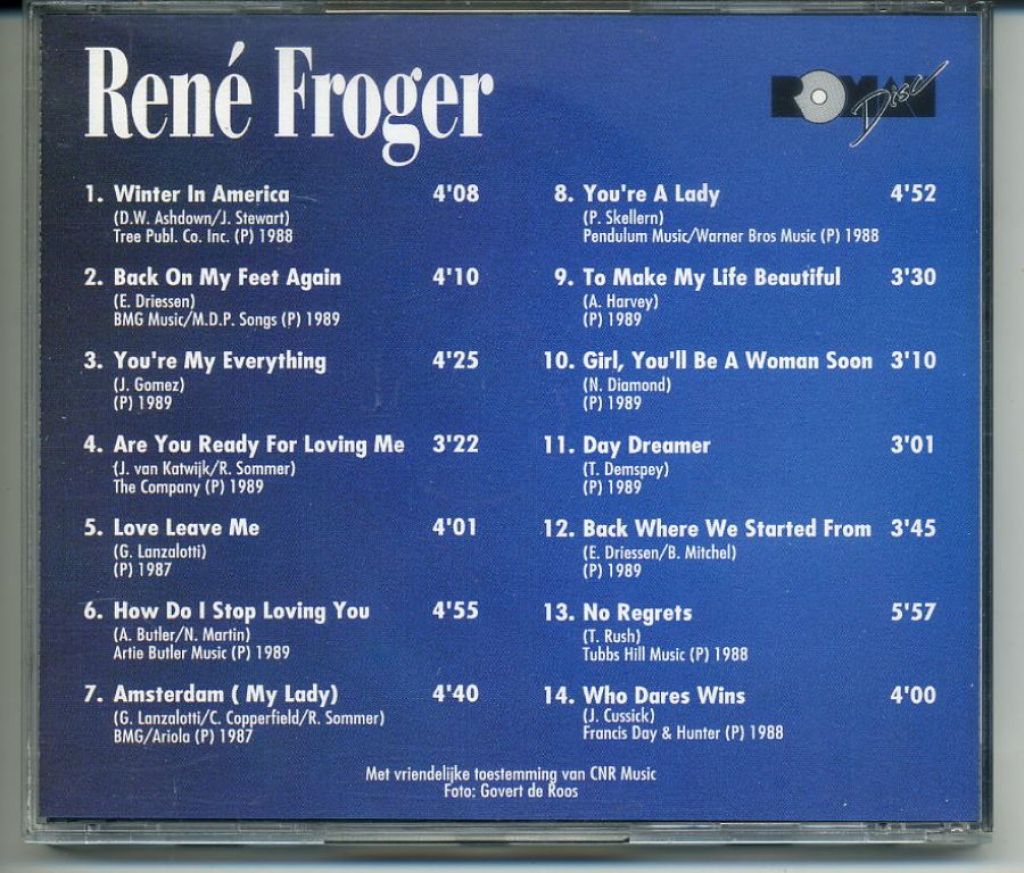 René Froger
ROMAN Disc
1. Winter In America 4'08
(D.W. Ashdown/J. Stewart)
Tree Publ. Co. Inc. (P) 1988
2. Back On My Feet Again 4'10
(E. Driessen)
BMG Music/M.D.P. Songs (P) 1989
3. You're My Everything 4'25
(J. Gomez)
(P) 1989
4. Are You Ready For Loving Me 3'22
(J. van Katwijk/R. Sommer)
The Company (P) 1989
5. Love Leave Me 4'01
(G. Lanzalotti)
(P) 1987
6. How Do I Stop Loving You 4'55
(A. Butler/N. Martin)
Artie Butler Music (P) 1989
7. Amsterdam ( My Lady) 4'40
(G. Lanzalotti/C. Copperfield/R. Sommer)
BMG/Ariola (P) 1987
8. You're A Lady 4'52
(P. Skellern)
Pendulum Music/Warner Bros Music (P) 1988
9. To Make My Life Beautiful 3'30
(A. Harvey)
(P) 1989
10. Girl, You'll Be A Woman Soon 3'10
(N. Diamond)
(P) 1989
11. Day Dreamer 3'01
(T. Demspey)
(P) 1989
12. Back Where We Started From 3'45
(E. Driessen/B. Mitchel)
(P) 1989
13. No Regrets 5'57
(T. Rush)
Tubbs Hill Music (P) 1988
14. Who Dares Wins 4'00
(J. Cussick)
Francis Day & Hunter (P) 1988
Met vriendelijke toestemming van CNR Music
Foto: Govert de Roos